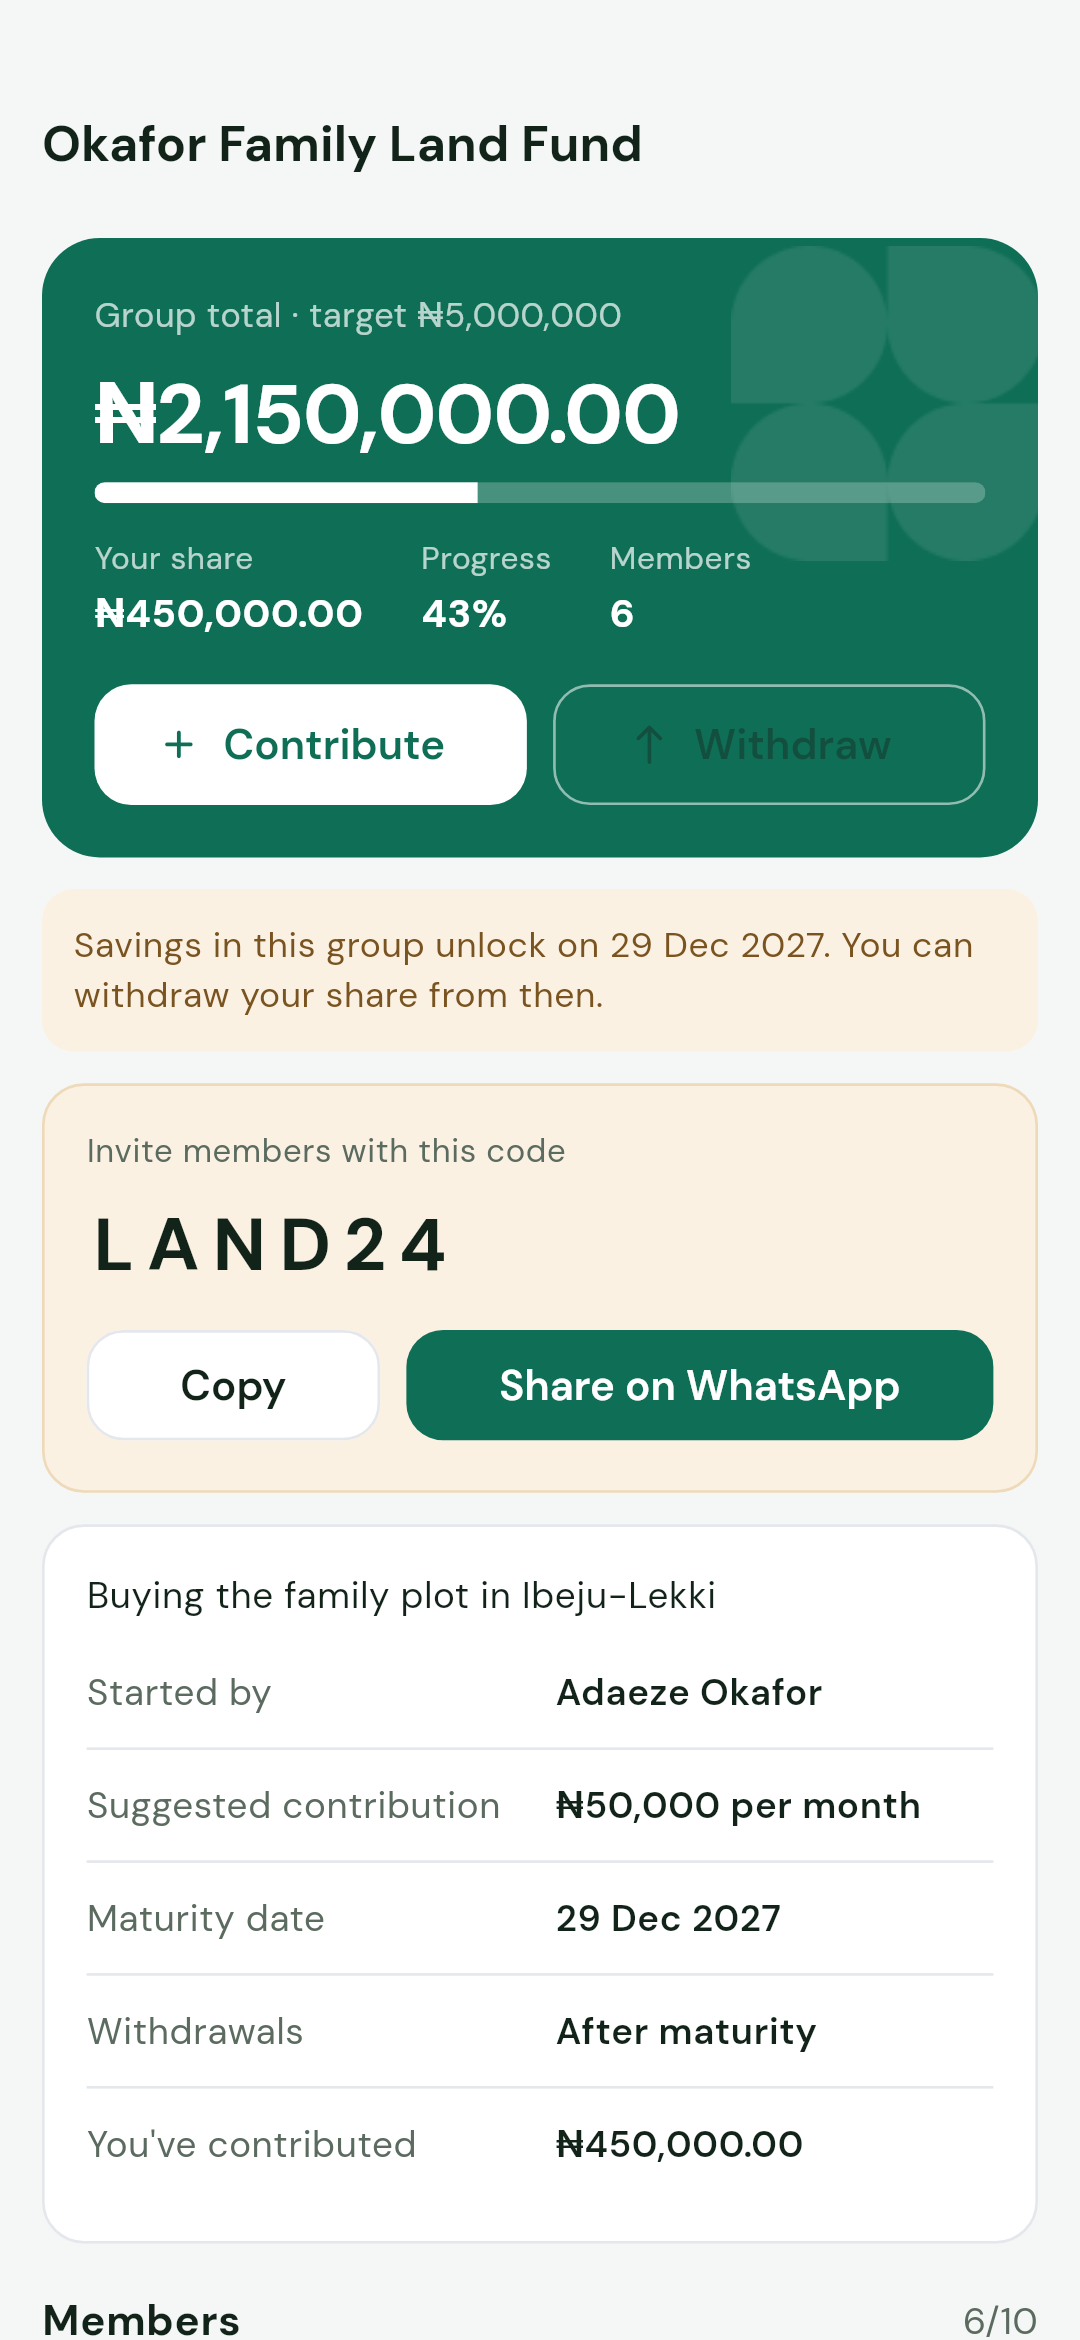 Okafor Family Land Fund
Group total · target ₦5,000,000
₦2,150,000.00
Your share Progress Members
₦450,000.00 43% 6
+ Contribute ↑ Withdraw
Savings in this group unlock on 29 Dec 2027. You can
withdraw your share from then.
Invite members with this code
LAND24
Copy Share on WhatsApp
Buying the family plot in Ibeju-Lekki
Started by Adaeze Okafor
Suggested contribution ₦50,000 per month
Maturity date 29 Dec 2027
Withdrawals After maturity
You've contributed ₦450,000.00
Members 6/10